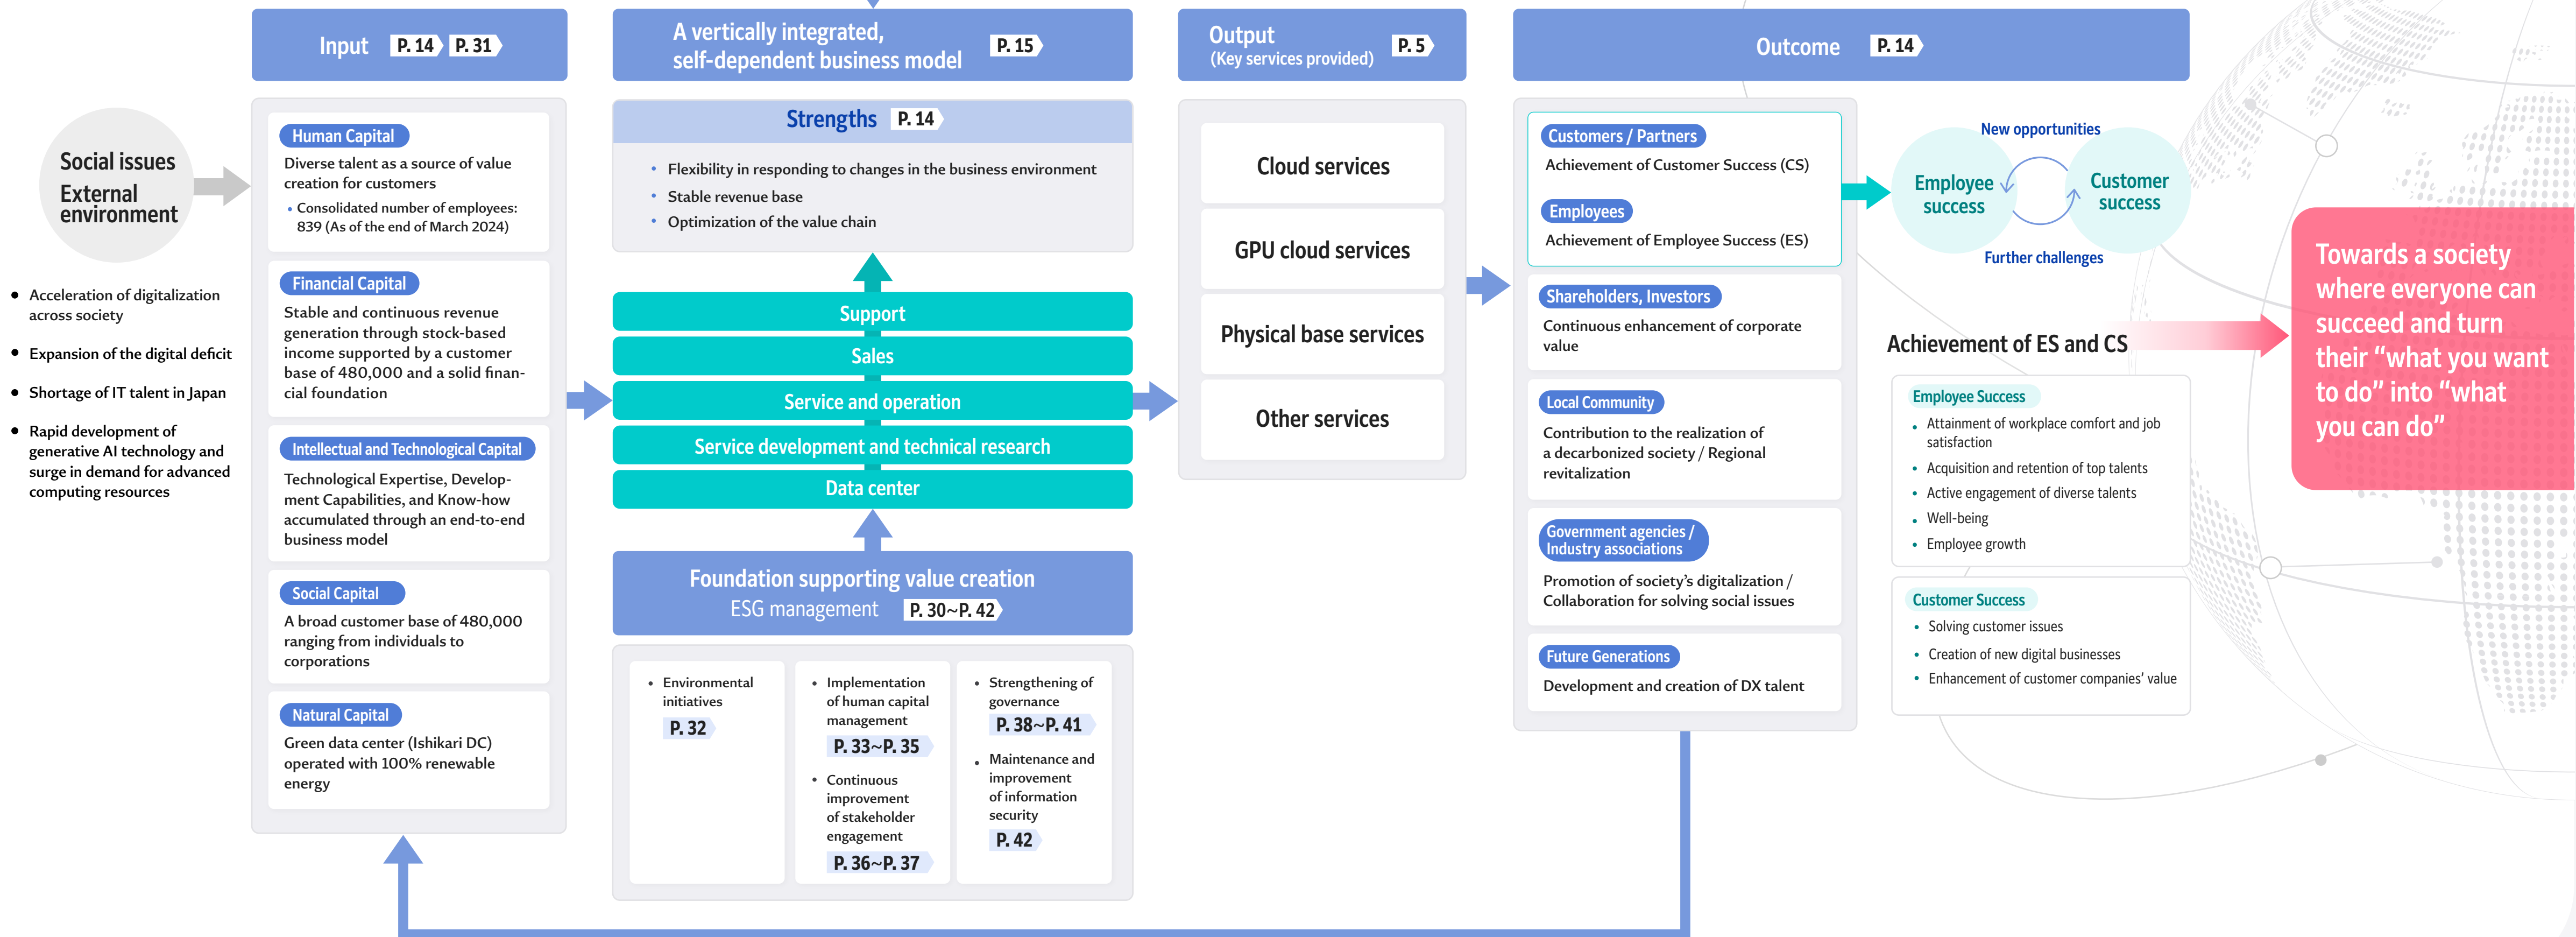 Social issues
External
environment
• Acceleration of digitalization
across society
• Expansion of the digital deficit
• Shortage of IT talent in Japan
• Rapid development of
generative AI technology and
surge in demand for advanced
computing resources
Input P. 14 P. 31
Human Capital
Diverse talent as a source of value
creation for customers
• Consolidated number of employees:
839 (As of the end of March 2024)
Financial Capital
Stable and continuous revenue
generation through stock-based
income supported by a customer
base of 480,000 and a solid finan-
cial foundation
Intellectual and Technological Capital
Technological Expertise, Develop-
ment Capabilities, and Know-how
accumulated through an end-to-end
business model
Social Capital
A broad customer base of 480,000
ranging from individuals to
corporations
Natural Capital
Green data center (Ishikari DC)
operated with 100% renewable
energy
A vertically integrated,
self-dependent business model P. 15
Strengths P. 14
• Flexibility in responding to changes in the business environment
• Stable revenue base
• Optimization of the value chain
Support
Sales
Service and operation
Service development and technical research
Data center
Foundation supporting value creation
ESG management P. 30~P. 42
• Environmental
initiatives
P. 32
• Implementation
of human capital
management
P. 33~P. 35
• Continuous
improvement
of stakeholder
engagement
P. 36~P. 37
• Strengthening of
governance
P. 38~P. 41
• Maintenance and
improvement
of information
security
P. 42
Output
(Key services provided) P. 5
Cloud services
GPU cloud services
Physical base services
Other services
Outcome P. 14
Customers / Partners
Achievement of Customer Success (CS)
Employees
Achievement of Employee Success (ES)
Shareholders, Investors
Continuous enhancement of corporate
value
Local Community
Contribution to the realization of
a decarbonized society / Regional
revitalization
Government agencies /
Industry associations
Promotion of society's digitalization /
Collaboration for solving social issues
Future Generations
Development and creation of DX talent
New opportunities
Employee
success
Customer
success
Further challenges
Achievement of ES and CS
Employee Success
• Attainment of workplace comfort and job
satisfaction
• Acquisition and retention of top talents
• Active engagement of diverse talents
• Well-being
• Employee growth
Customer Success
• Solving customer issues
• Creation of new digital businesses
• Enhancement of customer companies' value
Towards a society
where everyone can
succeed and turn
their “what you want
to do” into “what
you can do”